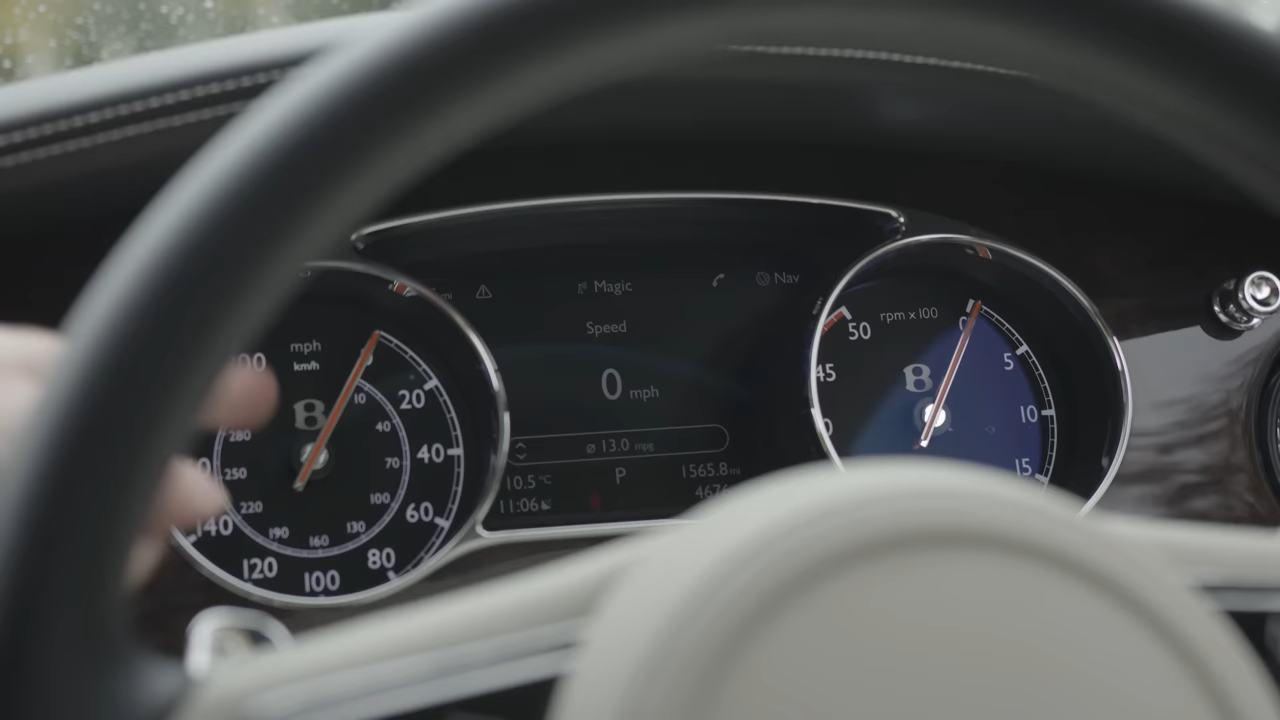 mph
km/h
B
20
40
60
80
100
120
140
10
40
70
100
130
160
190
220
250
280
Magic
Nav
Speed
0 mph
ø 13.0 mpg
10.5 °C
P
1565.8 mi
11:06
rpm x 100
B
0
5
10
15
45
50